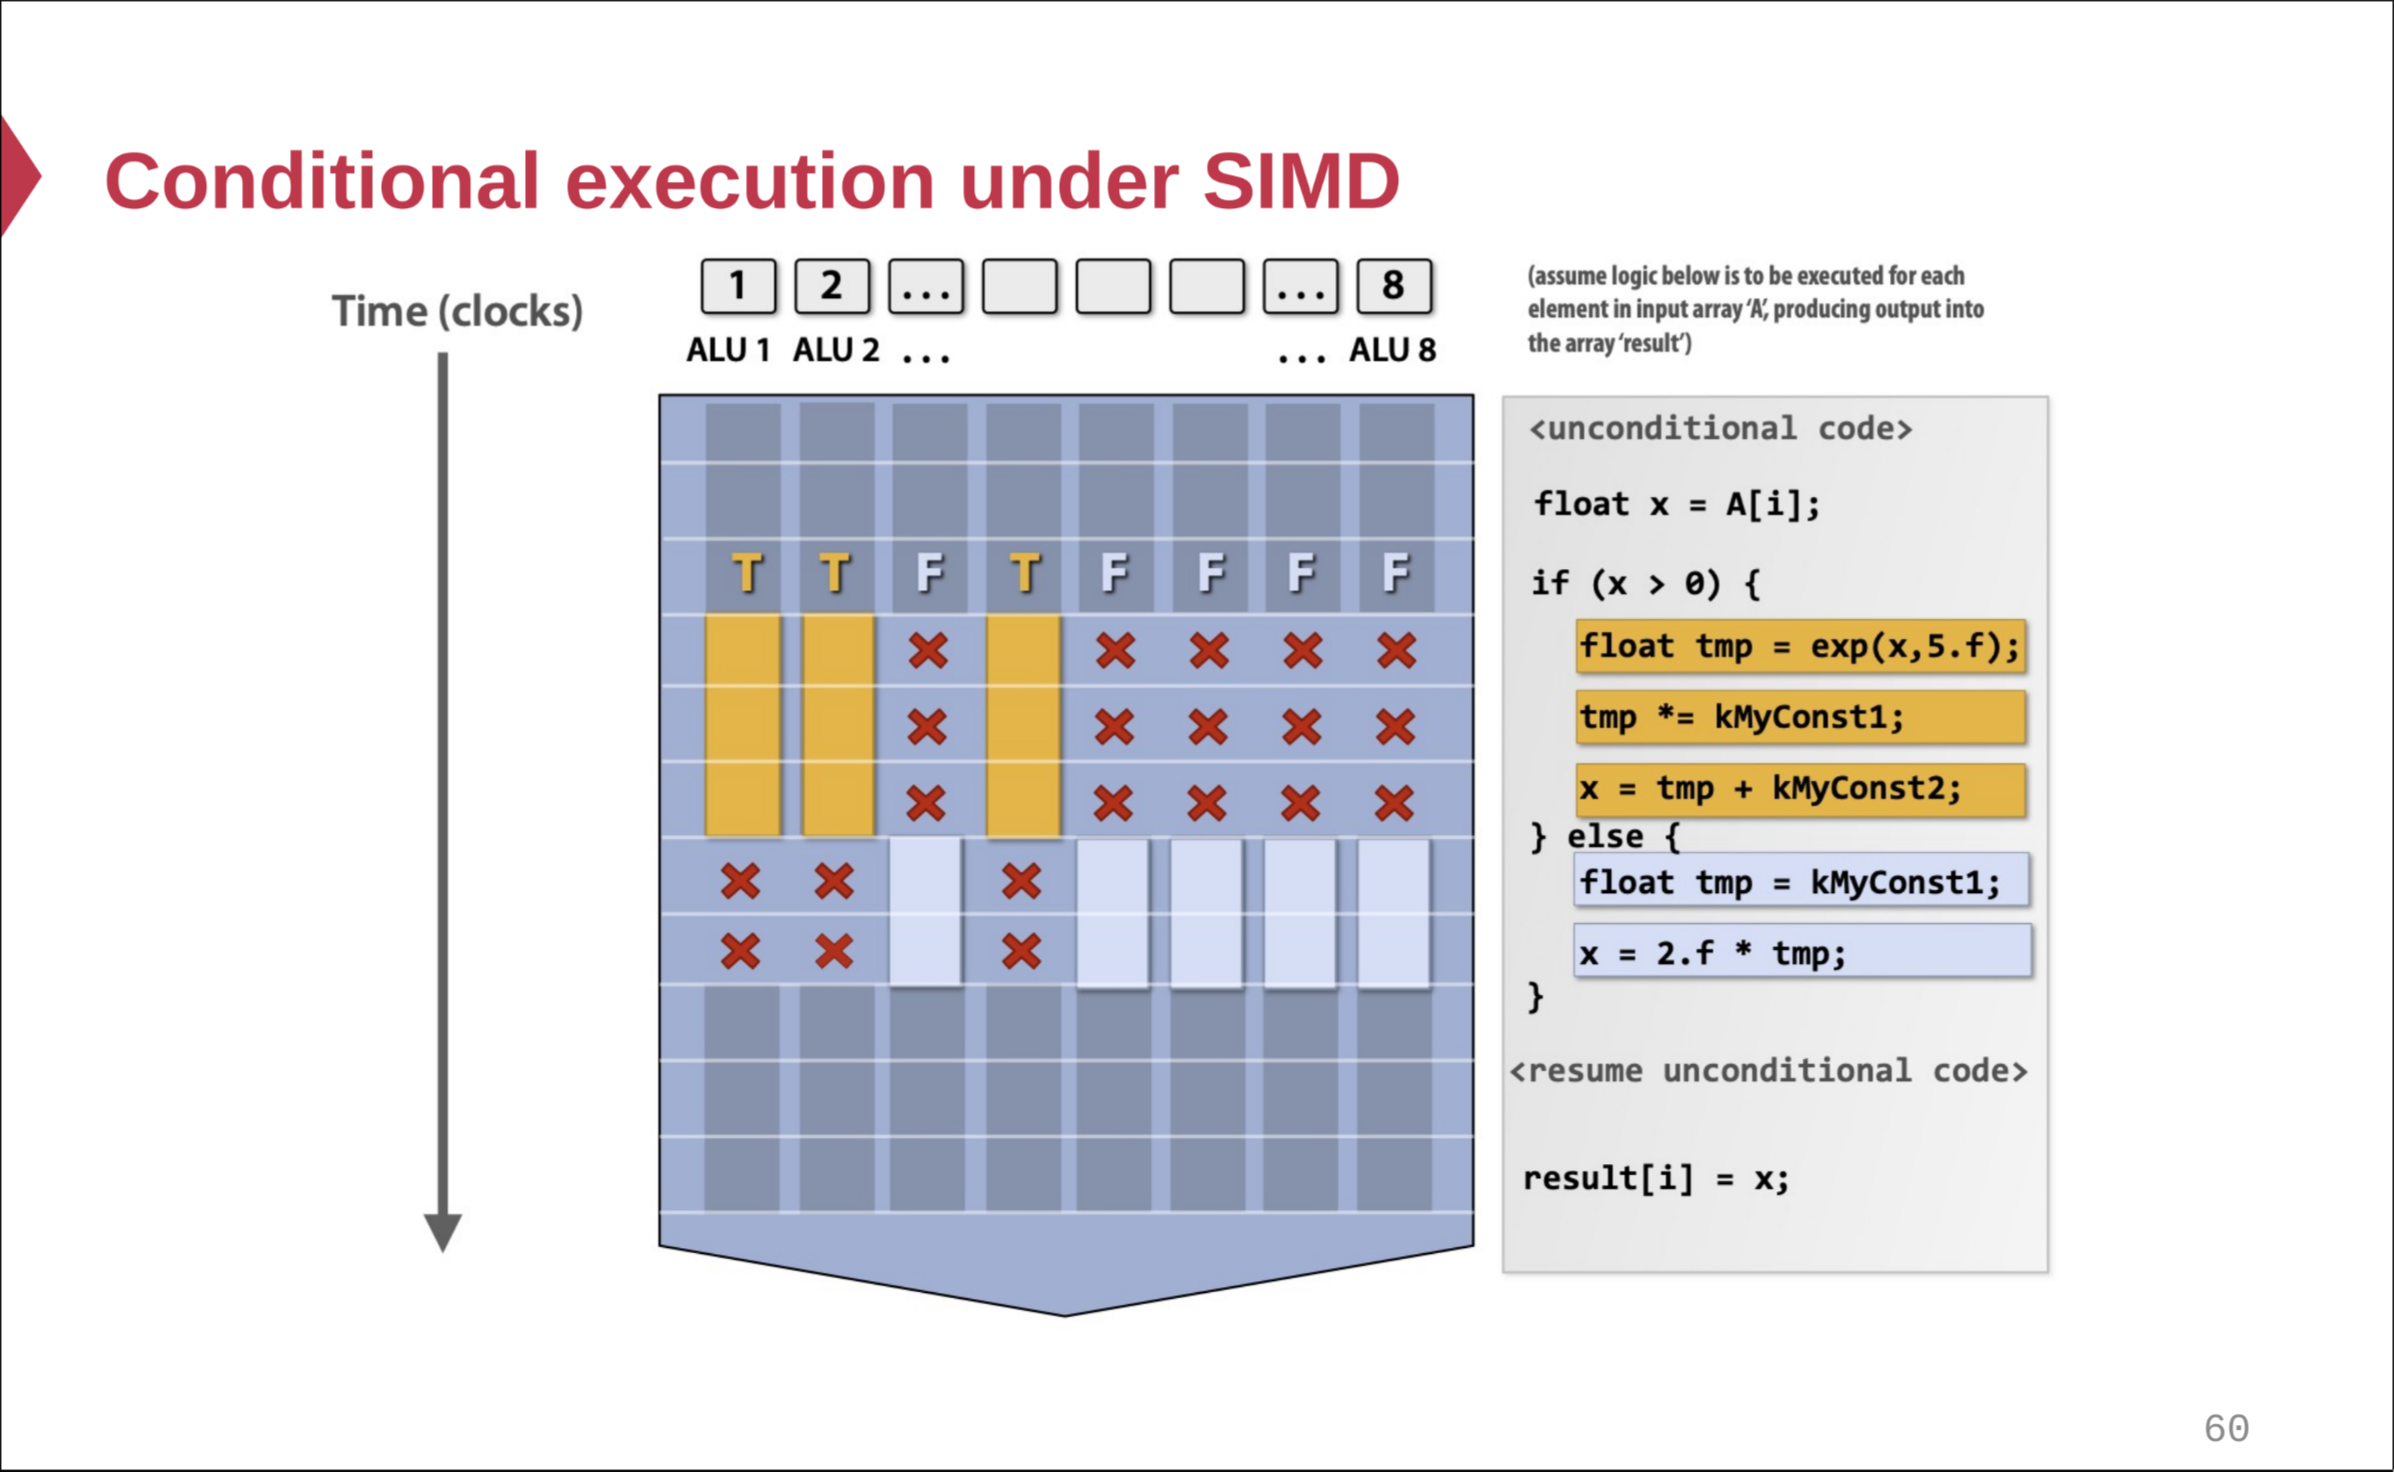 Conditional execution under SIMD
Time (clocks)
1 2 ... ... 8
ALU 1 ALU 2 ... ... ALU 8
(assume logic below is to be executed for each
element in input array ‘A’, producing output into
the array ‘result’)
T T F T F F F F
<unconditional code>
float x = A[i];
if (x > 0) {
float tmp = exp(x,5.f);
tmp *= kMyConst1;
x = tmp + kMyConst2;
} else {
float tmp = kMyConst1;
x = 2.f * tmp;
}
<resume unconditional code>
result[i] = x;
60